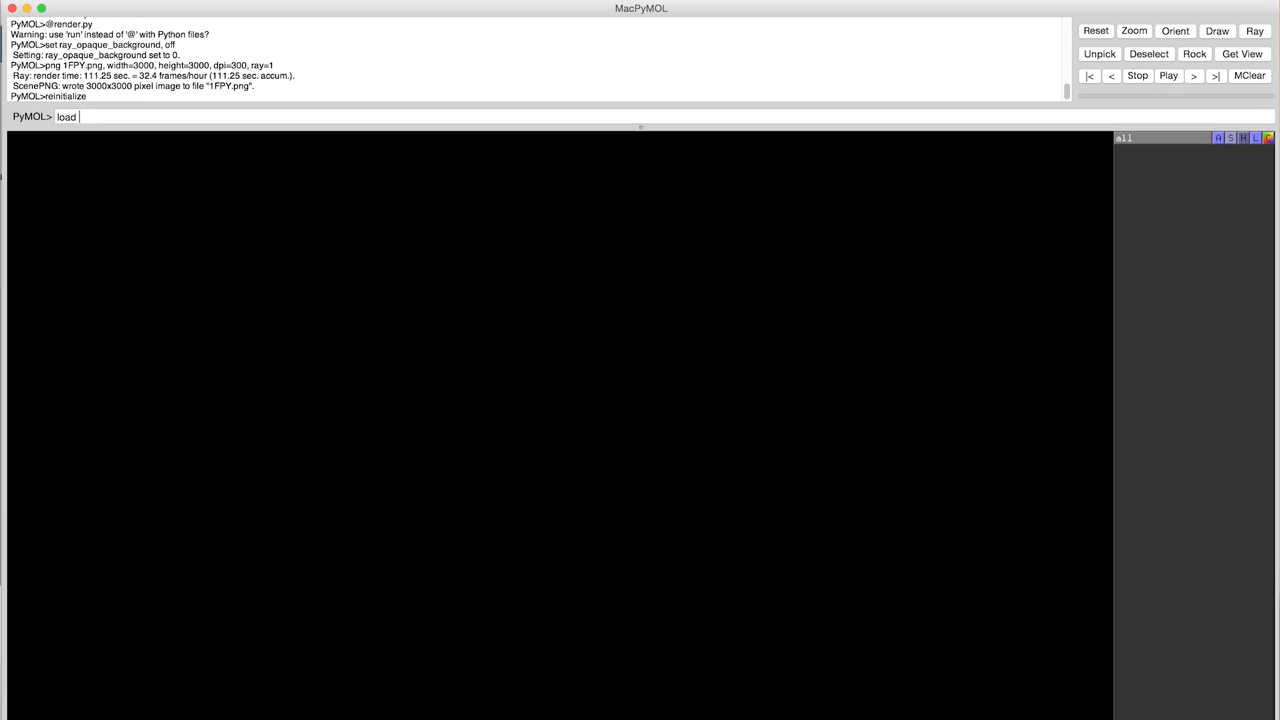 MacPyMOL
PyMOL>@render.py
Warning: use 'run' instead of '@' with Python files?
PyMOL>set ray_opaque_background, off
Setting: ray_opaque_background set to 0.
PyMOL>png 1FPY.png, width=3000, height=3000, dpi=300, ray=1
Ray: render time: 111.25 sec. = 32.4 frames/hour (111.25 sec. accum.).
ScenePNG: wrote 3000x3000 pixel image to file "1FPY.png".
PyMOL>reinitialize
Reset Zoom Orient Draw Ray
Unpick Deselect Rock Get View
|< < Stop Play > >| MClear
PyMOL> load
all A S H L C